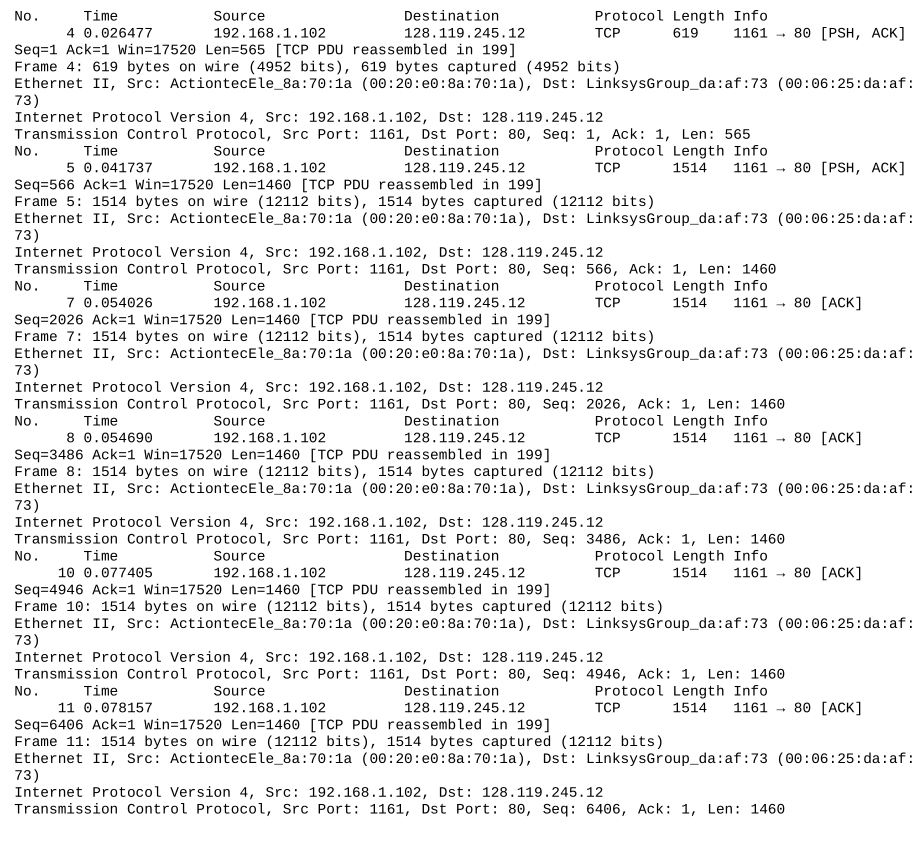 No. Time Source Destination Protocol Length Info
4 0.026477 192.168.1.102 128.119.245.12 TCP 619 1161 → 80 [PSH, ACK]
Seq=1 Ack=1 Win=17520 Len=565 [TCP PDU reassembled in 199]
Frame 4: 619 bytes on wire (4952 bits), 619 bytes captured (4952 bits)
Ethernet II, Src: ActiontecEle_8a:70:1a (00:20:e0:8a:70:1a), Dst: LinksysGroup_da:af:73 (00:06:25:da:af:
73)
Internet Protocol Version 4, Src: 192.168.1.102, Dst: 128.119.245.12
Transmission Control Protocol, Src Port: 1161, Dst Port: 80, Seq: 1, Ack: 1, Len: 565
No. Time Source Destination Protocol Length Info
5 0.041737 192.168.1.102 128.119.245.12 TCP 1514 1161 → 80 [PSH, ACK]
Seq=566 Ack=1 Win=17520 Len=1460 [TCP PDU reassembled in 199]
Frame 5: 1514 bytes on wire (12112 bits), 1514 bytes captured (12112 bits)
Ethernet II, Src: ActiontecEle_8a:70:1a (00:20:e0:8a:70:1a), Dst: LinksysGroup_da:af:73 (00:06:25:da:af:
73)
Internet Protocol Version 4, Src: 192.168.1.102, Dst: 128.119.245.12
Transmission Control Protocol, Src Port: 1161, Dst Port: 80, Seq: 566, Ack: 1, Len: 1460
No. Time Source Destination Protocol Length Info
7 0.054026 192.168.1.102 128.119.245.12 TCP 1514 1161 → 80 [ACK]
Seq=2026 Ack=1 Win=17520 Len=1460 [TCP PDU reassembled in 199]
Frame 7: 1514 bytes on wire (12112 bits), 1514 bytes captured (12112 bits)
Ethernet II, Src: ActiontecEle_8a:70:1a (00:20:e0:8a:70:1a), Dst: LinksysGroup_da:af:73 (00:06:25:da:af:
73)
Internet Protocol Version 4, Src: 192.168.1.102, Dst: 128.119.245.12
Transmission Control Protocol, Src Port: 1161, Dst Port: 80, Seq: 2026, Ack: 1, Len: 1460
No. Time Source Destination Protocol Length Info
8 0.054690 192.168.1.102 128.119.245.12 TCP 1514 1161 → 80 [ACK]
Seq=3486 Ack=1 Win=17520 Len=1460 [TCP PDU reassembled in 199]
Frame 8: 1514 bytes on wire (12112 bits), 1514 bytes captured (12112 bits)
Ethernet II, Src: ActiontecEle_8a:70:1a (00:20:e0:8a:70:1a), Dst: LinksysGroup_da:af:73 (00:06:25:da:af:
73)
Internet Protocol Version 4, Src: 192.168.1.102, Dst: 128.119.245.12
Transmission Control Protocol, Src Port: 1161, Dst Port: 80, Seq: 3486, Ack: 1, Len: 1460
No. Time Source Destination Protocol Length Info
10 0.077405 192.168.1.102 128.119.245.12 TCP 1514 1161 → 80 [ACK]
Seq=4946 Ack=1 Win=17520 Len=1460 [TCP PDU reassembled in 199]
Frame 10: 1514 bytes on wire (12112 bits), 1514 bytes captured (12112 bits)
Ethernet II, Src: ActiontecEle_8a:70:1a (00:20:e0:8a:70:1a), Dst: LinksysGroup_da:af:73 (00:06:25:da:af:
73)
Internet Protocol Version 4, Src: 192.168.1.102, Dst: 128.119.245.12
Transmission Control Protocol, Src Port: 1161, Dst Port: 80, Seq: 4946, Ack: 1, Len: 1460
No. Time Source Destination Protocol Length Info
11 0.078157 192.168.1.102 128.119.245.12 TCP 1514 1161 → 80 [ACK]
Seq=6406 Ack=1 Win=17520 Len=1460 [TCP PDU reassembled in 199]
Frame 11: 1514 bytes on wire (12112 bits), 1514 bytes captured (12112 bits)
Ethernet II, Src: ActiontecEle_8a:70:1a (00:20:e0:8a:70:1a), Dst: LinksysGroup_da:af:73 (00:06:25:da:af:
73)
Internet Protocol Version 4, Src: 192.168.1.102, Dst: 128.119.245.12
Transmission Control Protocol, Src Port: 1161, Dst Port: 80, Seq: 6406, Ack: 1, Len: 1460